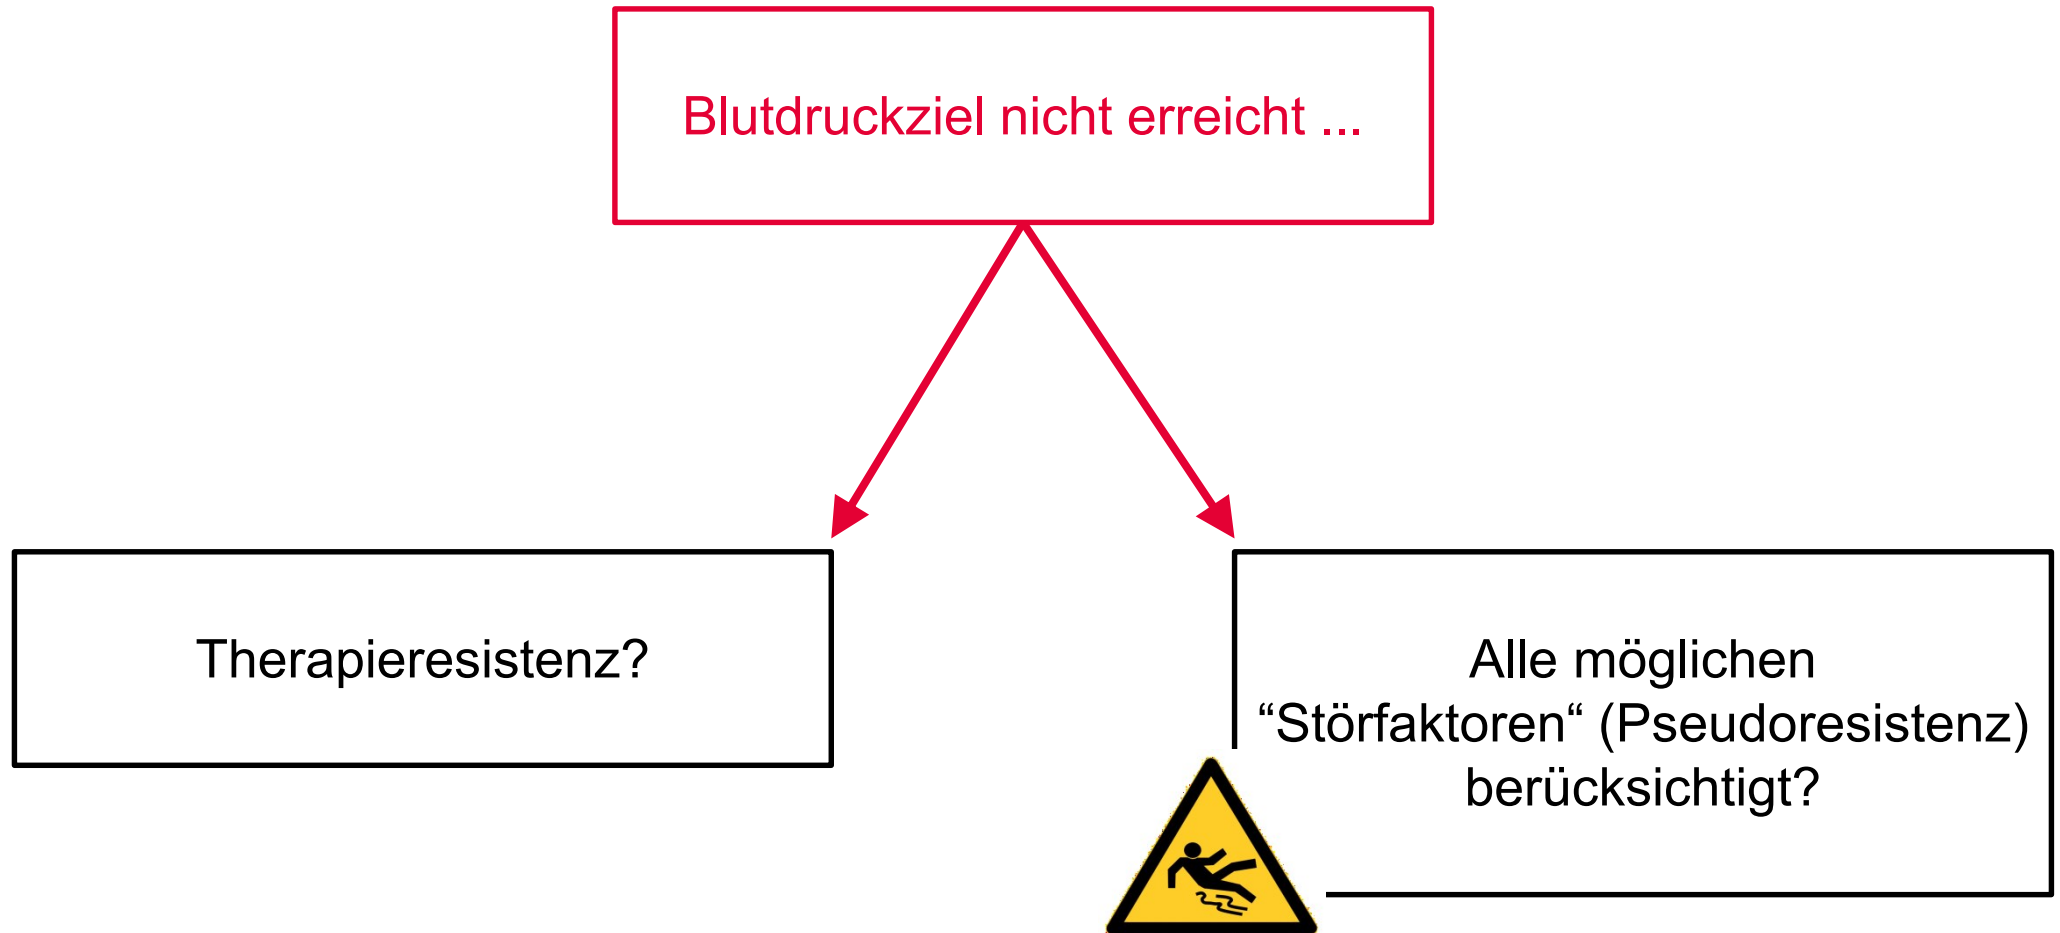 Blutdruckziel nicht erreicht ...
Therapieresistenz?
Alle möglichen
“Störfaktoren“ (Pseudoresistenz)
berücksichtigt?